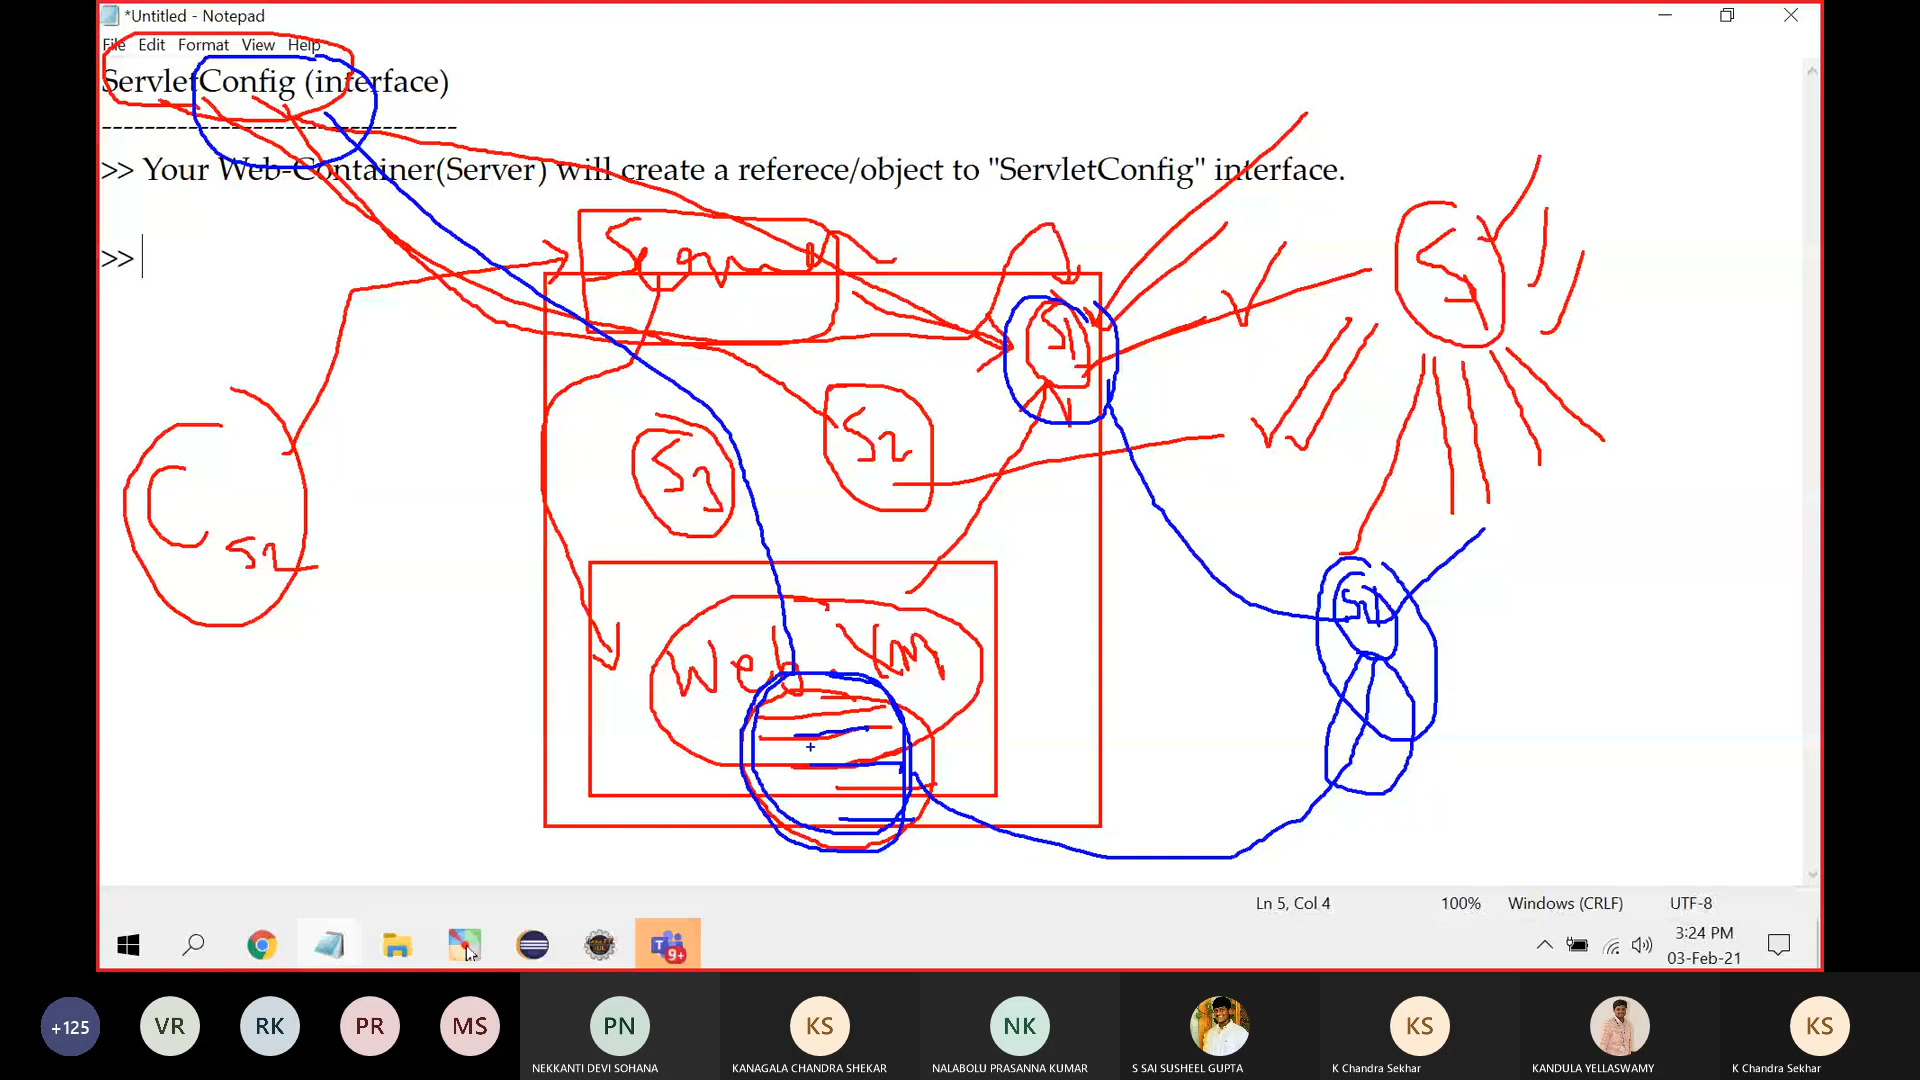 *Untitled - Notepad
File Edit Format View Help
ServletConfig (interface)
---------------------------------
>> Your Web-Container(Server) will create a referece/object to "ServletConfig" interface.
>>
S1
S1
S2
S3
C
S2
Web.XM
S1
Ln 5, Col 4 100% Windows (CRLF) UTF-8
9+
3:24 PM
03-Feb-21
+125 VR RK PR MS PN KS NK KS KS
NEKKANTI DEVI SOHANA KANAGALA CHANDRA SHEKAR NALABOLU PRASANNA KUMAR S SAI SUSHEEL GUPTA K Chandra Sekhar KANDULA YELLASWAMY K Chandra Sekhar